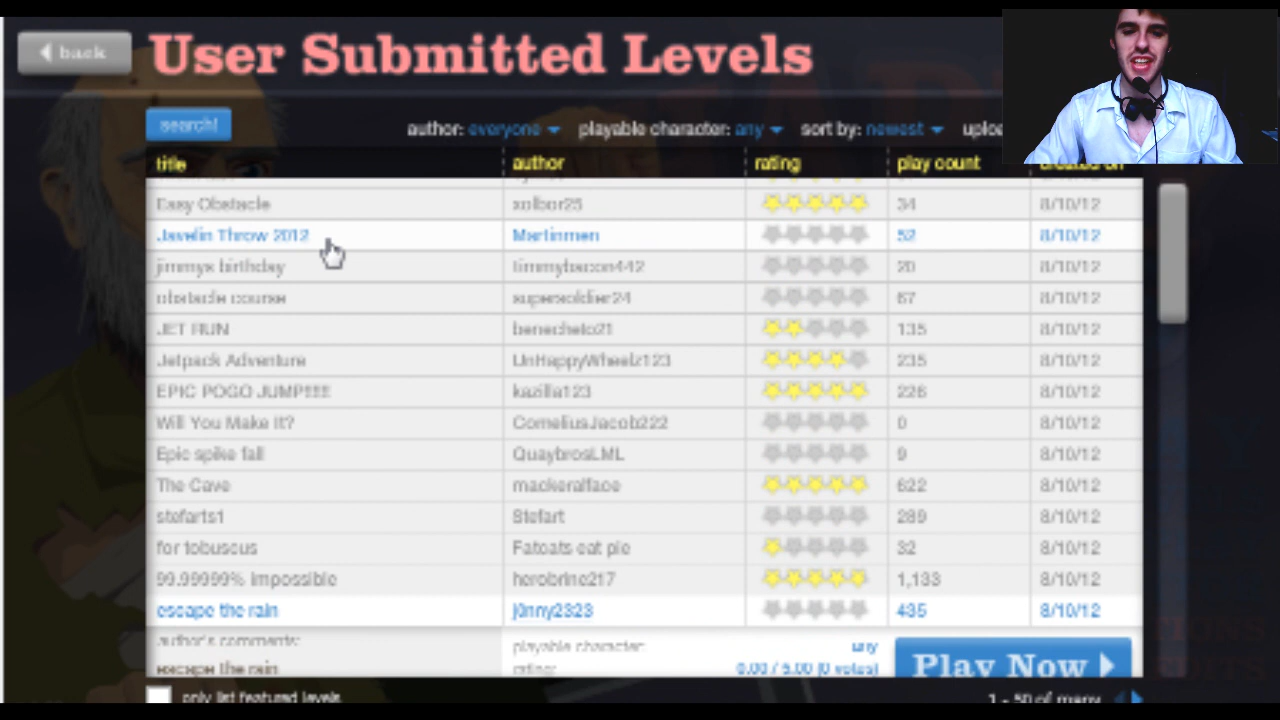 back
User Submitted Levels
search!
author: everyone playable character: any sort by: newest
title author rating play count
Easy Obstacle xolbor25 34 8/10/12
Javelin Throw 2012 Martinmen 52 8/10/12
jimmys birthday timmybacon442 20 8/10/12
obstacle course supersoldier24 67 8/10/12
JET RUN benecheto21 135 8/10/12
Jetpack Adventure UnHappyWheelz123 235 8/10/12
EPIC POGO JUMP!!!!! kazilla123 226 8/10/12
Will You Make It? CorneliusJacob222 0 8/10/12
Epic spike fall QuaybrosLML 9 8/10/12
The Cave mackeralface 622 8/10/12
stefarts1 Stefart 289 8/10/12
for tobuscus Fatcats eat pie 32 8/10/12
99.99999% impossible herobrine217 1,133 8/10/12
escape the rain j0nny2323 435 8/10/12
author's comments: playable character: any
escape the rain rating: 0.00 / 5.00 (0 votes) Play Now
only list featured levels 1 - 50 of many